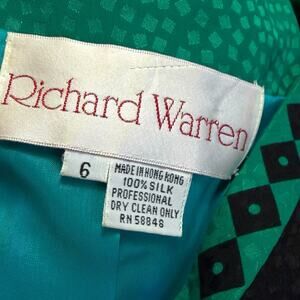 Richard Warren
6
MADE IN HONG KONG
100% SILK
PROFESSIONAL
DRY CLEAN ONLY
RN 58848